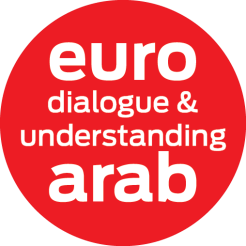 euro
dialogue &
understanding
arab